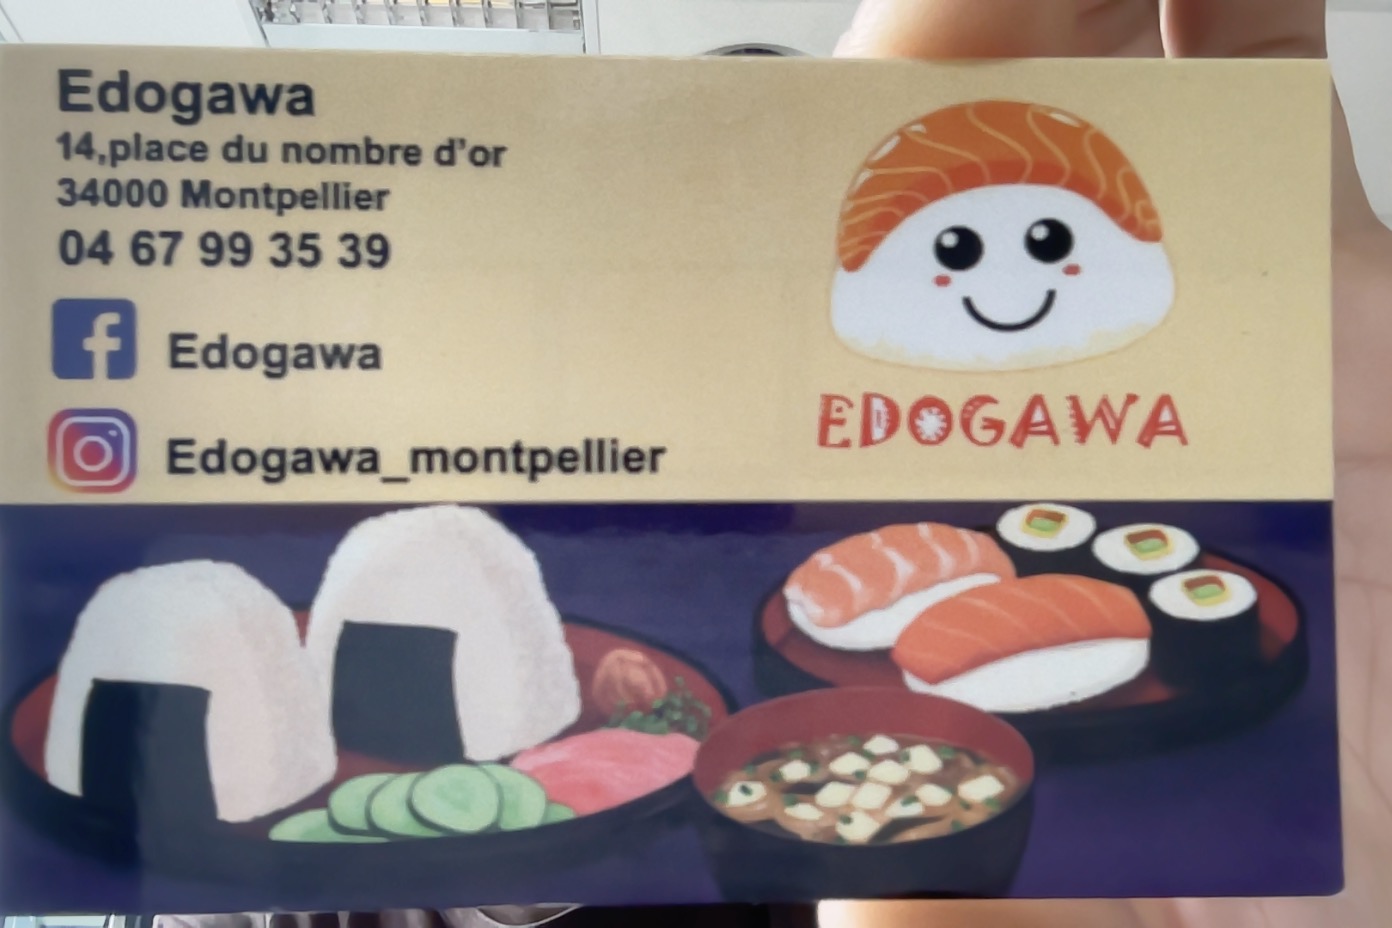 Edogawa
14,place du nombre d'or
34000 Montpellier
04 67 99 35 39
Edogawa
Edogawa_montpellier
EDOGAWA